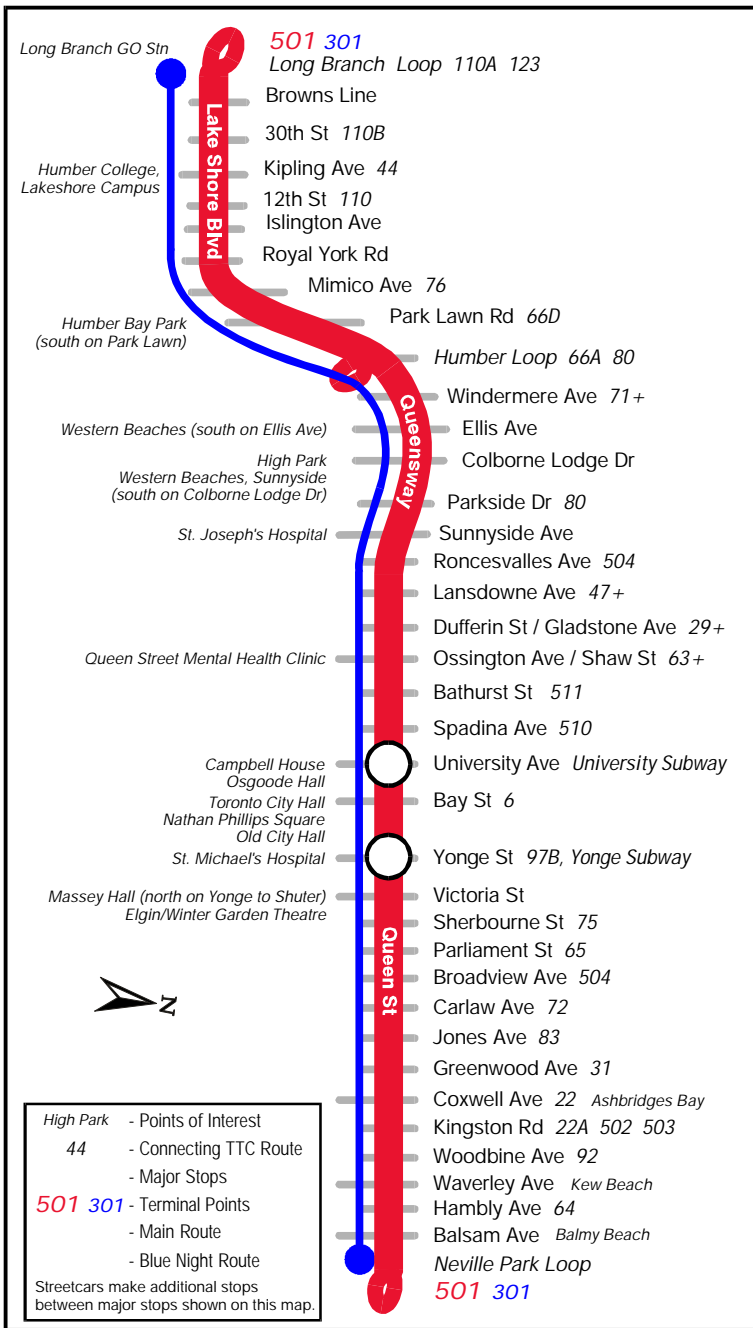 501 301
Long Branch GO Stn
Long Branch Loop 110A 123
Browns Line
30th St 110B
Humber College,
Lakeshore Campus
Kipling Ave 44
12th St 110
Islington Ave
Royal York Rd
Lake Shore Blvd
Mimico Ave 76
Humber Bay Park
(south on Park Lawn)
Park Lawn Rd 66D
Humber Loop 66A 80
Windermere Ave 71+
Queensway
Western Beaches (south on Ellis Ave)
Ellis Ave
High Park
Western Beaches, Sunnyside
(south on Colborne Lodge Dr)
Colborne Lodge Dr
Parkside Dr 80
St. Joseph's Hospital
Sunnyside Ave
Roncesvalles Ave 504
Lansdowne Ave 47+
Dufferin St / Gladstone Ave 29+
Queen Street Mental Health Clinic
Ossington Ave / Shaw St 63+
Bathurst St 511
Spadina Ave 510
Campbell House
Osgoode Hall
University Ave University Subway
Toronto City Hall
Nathan Phillips Square
Old City Hall
Bay St 6
St. Michael's Hospital
Yonge St 97B, Yonge Subway
Massey Hall (north on Yonge to Shuter)
Elgin/Winter Garden Theatre
Victoria St
Sherbourne St 75
Queen St
Parliament St 65
Broadview Ave 504
N
Carlaw Ave 72
Jones Ave 83
Greenwood Ave 31
Coxwell Ave 22 Ashbridges Bay
Kingston Rd 22A 502 503
Woodbine Ave 92
Waverley Ave Kew Beach
Hambly Ave 64
Balsam Ave Balmy Beach
Neville Park Loop
501 301
High Park - Points of Interest
44 - Connecting TTC Route
- Major Stops
501 301 - Terminal Points
- Main Route
- Blue Night Route
Streetcars make additional stops
between major stops shown on this map.